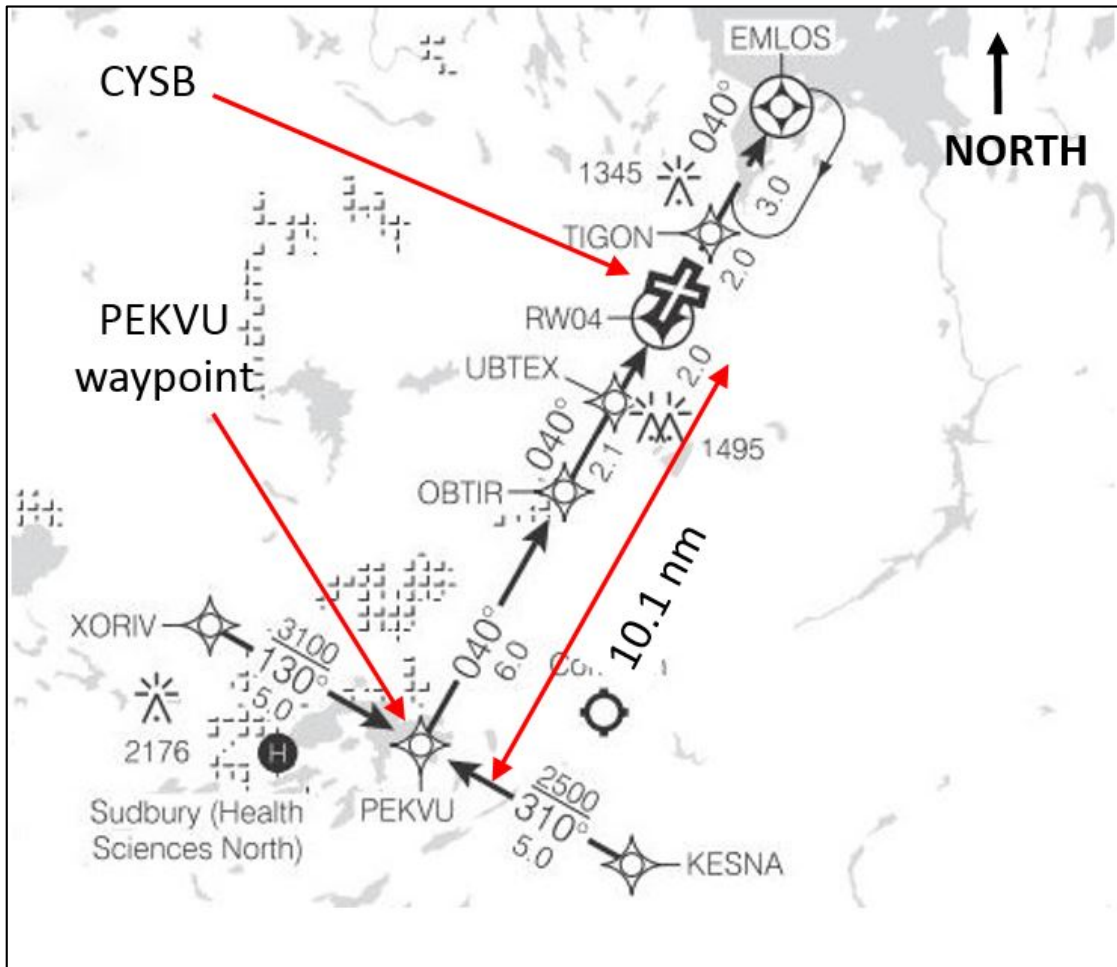 EMLOS
CYSB
040°
NORTH
1345
3.0
TIGON
2.0
RW04
PEKVU
waypoint
2.0
UBTEX
040°
1495
2.1
OBTIR
10.1 nm
XORIV
3100
130°
5.0
040°
6.0
2176
H
2500
310°
5.0
PEKVU
Sudbury (Health
Sciences North)
KESNA